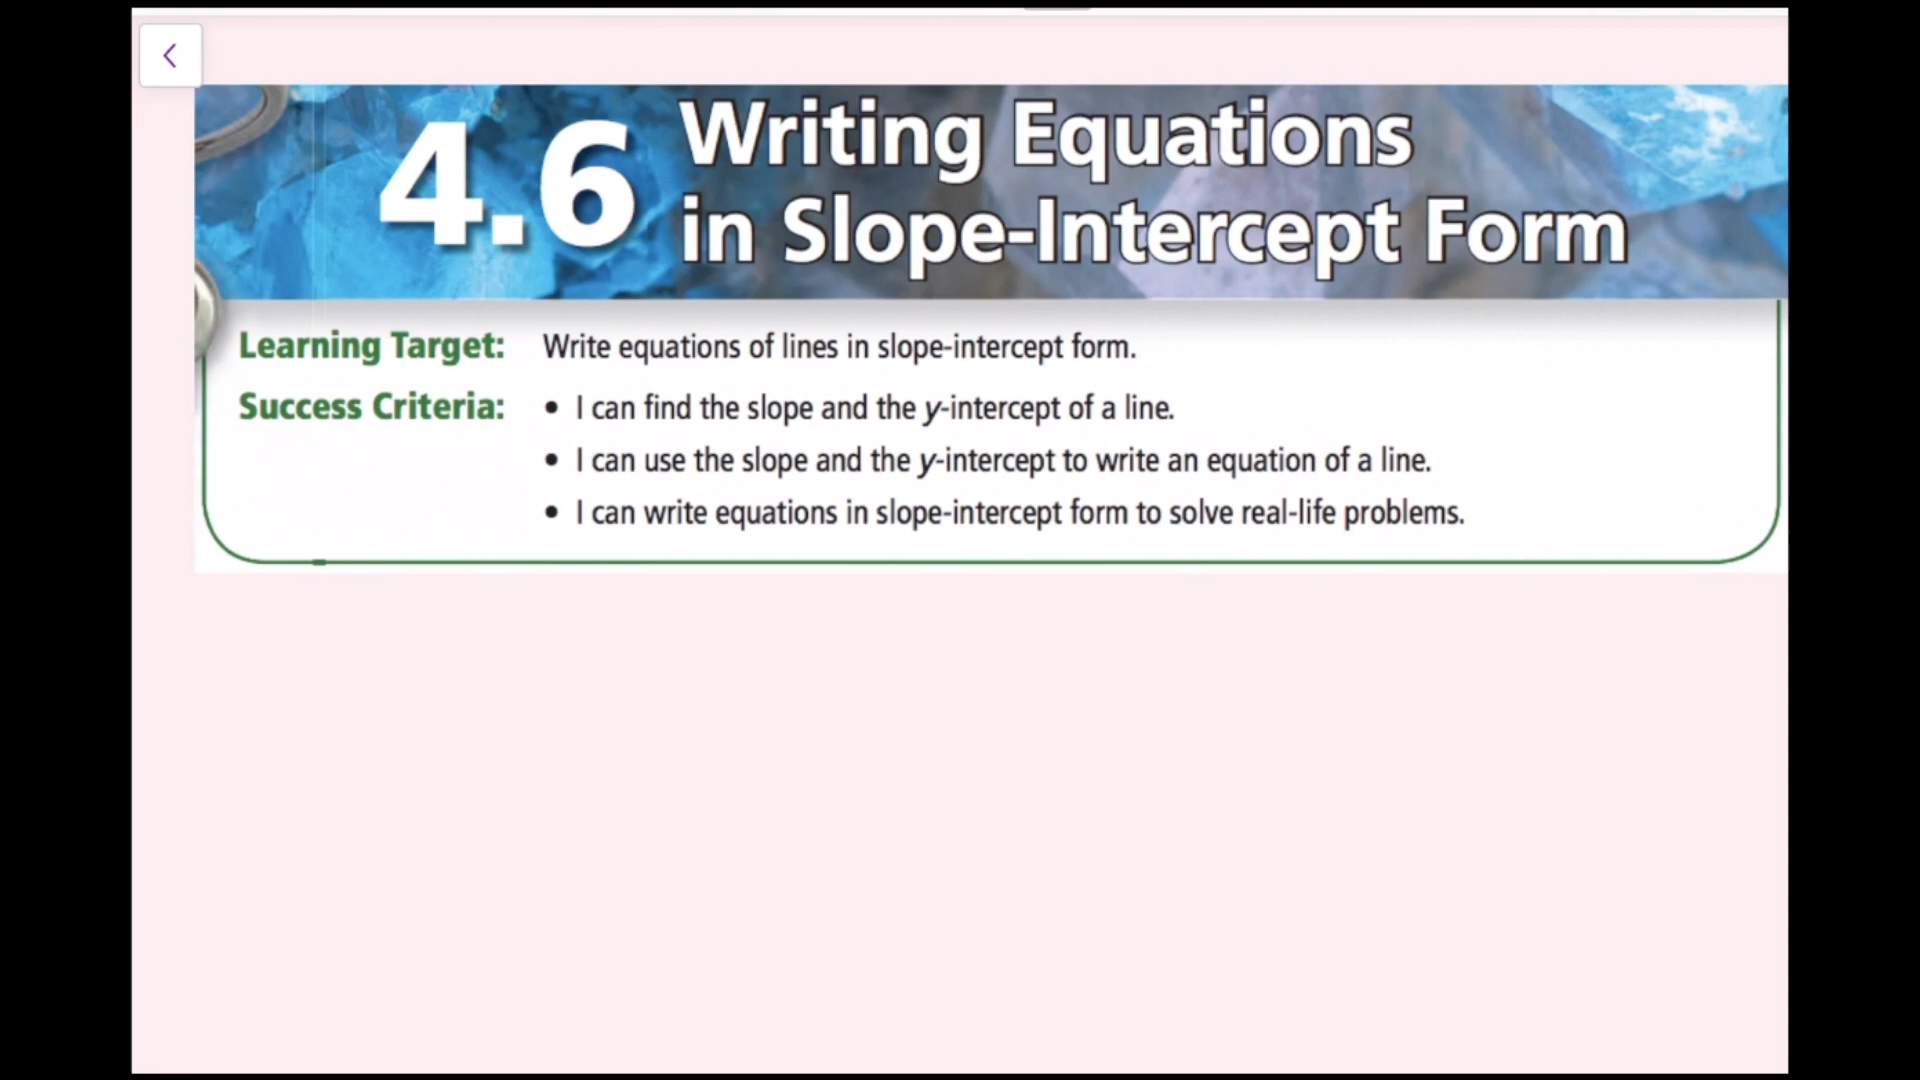 4.6 Writing Equations
in Slope-Intercept Form
Learning Target: Write equations of lines in slope-intercept form.
Success Criteria: • I can find the slope and the y-intercept of a line.
• I can use the slope and the y-intercept to write an equation of a line.
• I can write equations in slope-intercept form to solve real-life problems.